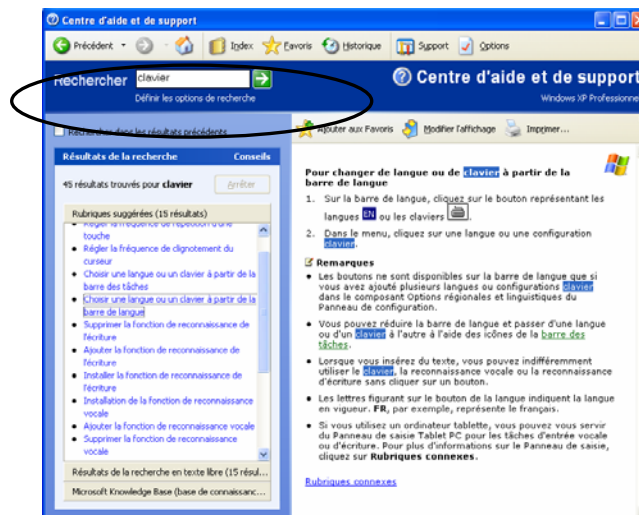 Centre d'aide et de support
Précédent
Index
Favoris
Historique
Support
Options
Rechercher
clavier
Définir les options de recherche
Centre d'aide et de support
Windows XP Professionnel
Rechercher dans les résultats précédents
Ajouter aux Favoris
Modifier l'affichage
Imprimer...
Résultats de la recherche
Conseils
45 résultats trouvés pour clavier
Arrêter
Rubriques suggérées (15 résultats)
Régler la fréquence de répétition d'une
touche
Régler la fréquence de clignotement du
curseur
Choisir une langue ou un clavier à partir de la
barre des tâches
Choisir une langue ou un clavier à partir de la
barre de langue
Supprimer la fonction de reconnaissance de
l'écriture
Ajouter la fonction de reconnaissance de
l'écriture
Installer la fonction de reconnaissance de
l'écriture
Installation de la fonction de reconnaissance
vocale
Ajouter la fonction de reconnaissance vocale
Supprimer la fonction de reconnaissance
vocale
Résultats de la recherche en texte libre (15 résul...
Microsoft Knowledge Base (base de connaissanc...
Pour changer de langue ou de clavier à partir de la
barre de langue
1. Sur la barre de langue, cliquez sur le bouton représentant les
langues EN ou les claviers .
2. Dans le menu, cliquez sur une langue ou une configuration
clavier.
Remarques
Les boutons ne sont disponibles sur la barre de langue que si
vous avez ajouté plusieurs langues ou configurations clavier
dans le composant Options régionales et linguistiques du
Panneau de configuration.
Vous pouvez réduire la barre de langue et passer d'une langue
ou d'un clavier à l'autre à l'aide des icônes de la barre des
tâches.
Lorsque vous insérez du texte, vous pouvez indifféremment
utiliser le clavier, la reconnaissance vocale ou la reconnaissance
d'écriture sans cliquer sur un bouton.
Les lettres figurant sur le bouton de la langue indiquent la langue
en vigueur. FR, par exemple, représente le français.
Si vous utilisez un ordinateur tablette, vous pouvez vous servir
du Panneau de saisie Tablet PC pour les tâches d'entrée vocale
ou d'écriture. Pour plus d'informations sur le Panneau de saisie,
cliquez sur Rubriques connexes.
Rubriques connexes